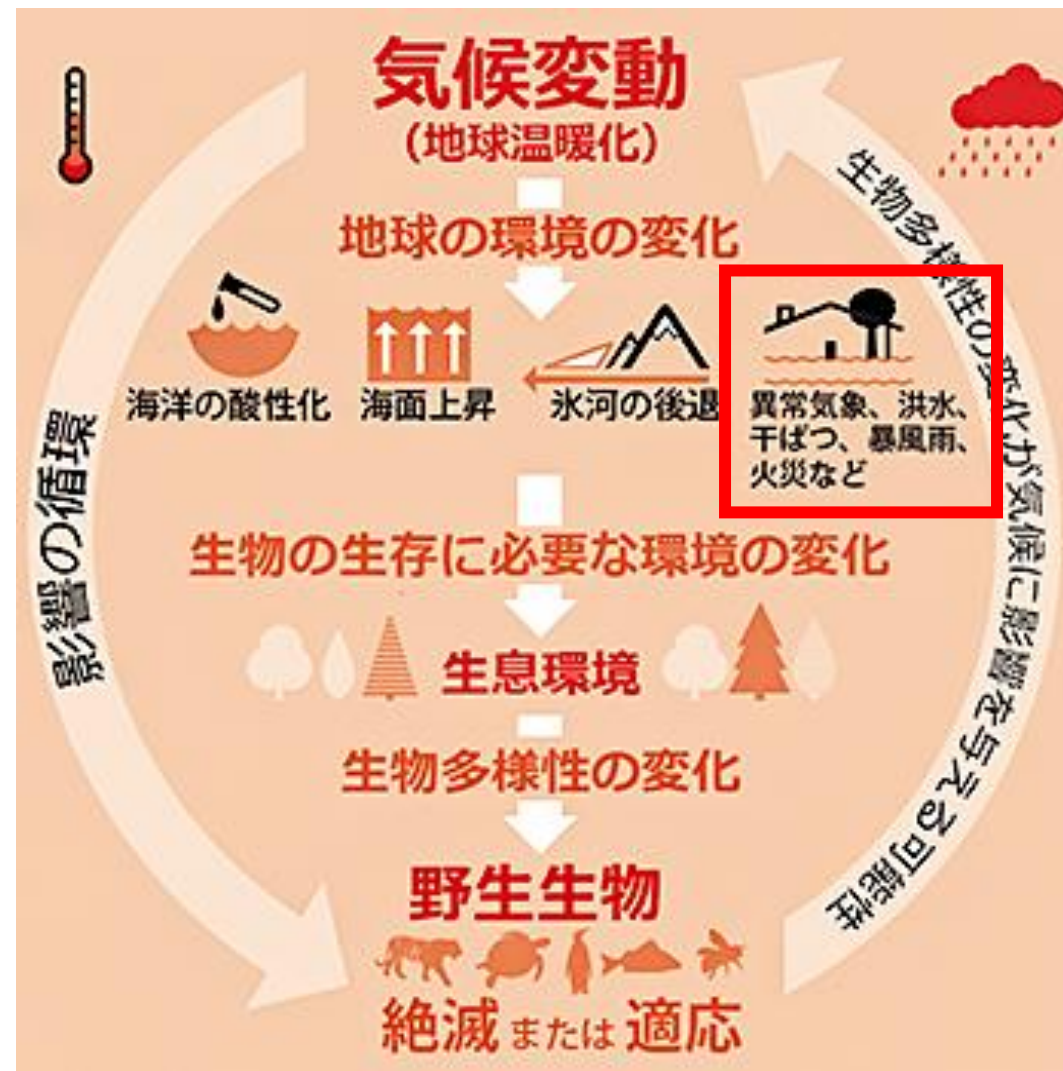 気候変動
(地球温暖化)
地球の環境の変化
海洋の酸性化
海面上昇
氷河の後退
異常気象、洪水、
干ばつ、暴風雨、
火災など
生物の生存に必要な環境の変化
生息環境
生物多様性の変化
野生生物
絶滅または適応
影響の循環
生物多様性の変化が気候に影響を与える可能性